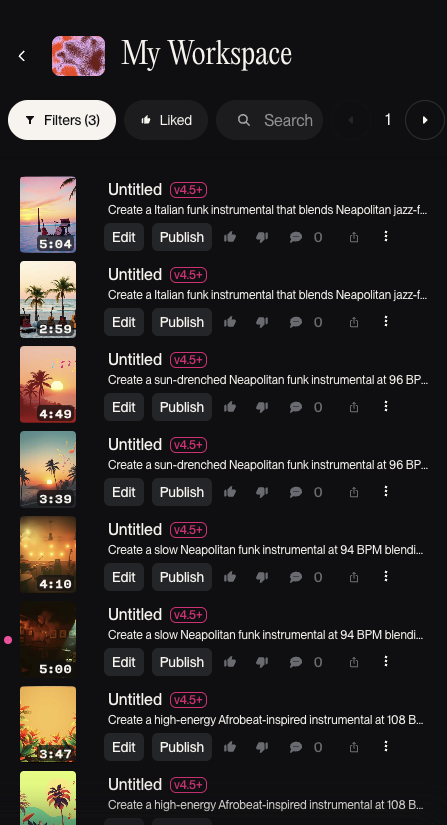 My Workspace
Filters (3)
Liked
Search
1
Untitled v4.5+
Create a Italian funk instrumental that blends Neapolitan jazz-f...
5:04
Edit Publish 0
Untitled v4.5+
Create a Italian funk instrumental that blends Neapolitan jazz-f...
2:59
Edit Publish 0
Untitled v4.5+
Create a sun-drenched Neapolitan funk instrumental at 96 BP...
4:49
Edit Publish 0
Untitled v4.5+
Create a sun-drenched Neapolitan funk instrumental at 96 BP...
3:39
Edit Publish 0
Untitled v4.5+
Create a slow Neapolitan funk instrumental at 94 BPM blendi...
4:10
Edit Publish 0
Untitled v4.5+
Create a slow Neapolitan funk instrumental at 94 BPM blendi...
5:00
Edit Publish 0
Untitled v4.5+
Create a high-energy Afrobeat-inspired instrumental at 108 B...
3:47
Edit Publish 0
Untitled v4.5+
Create a high-energy Afrobeat-inspired instrumental at 108 B...